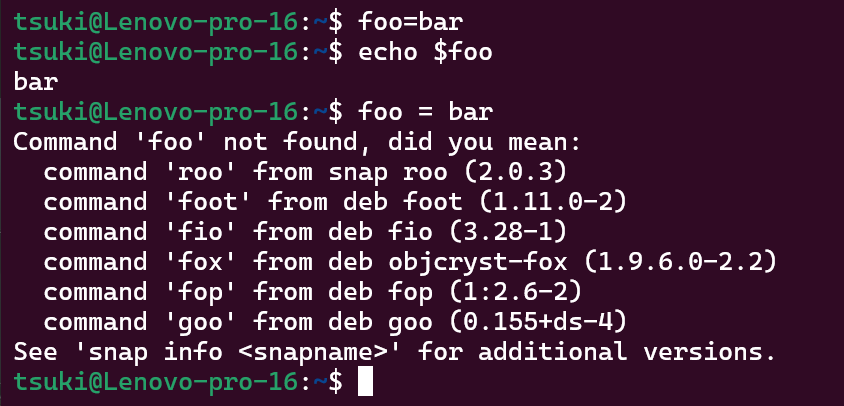 tsuki@Lenovo-pro-16:~$ foo=bar
tsuki@Lenovo-pro-16:~$ echo $foo
bar
tsuki@Lenovo-pro-16:~$ foo = bar
Command 'foo' not found, did you mean:
  command 'roo' from snap roo (2.0.3)
  command 'foot' from deb foot (1.11.0-2)
  command 'fio' from deb fio (3.28-1)
  command 'fox' from deb objcryst-fox (1.9.6.0-2.2)
  command 'fop' from deb fop (1:2.6-2)
  command 'goo' from deb goo (0.155+ds-4)
See 'snap info <snapname>' for additional versions.
tsuki@Lenovo-pro-16:~$